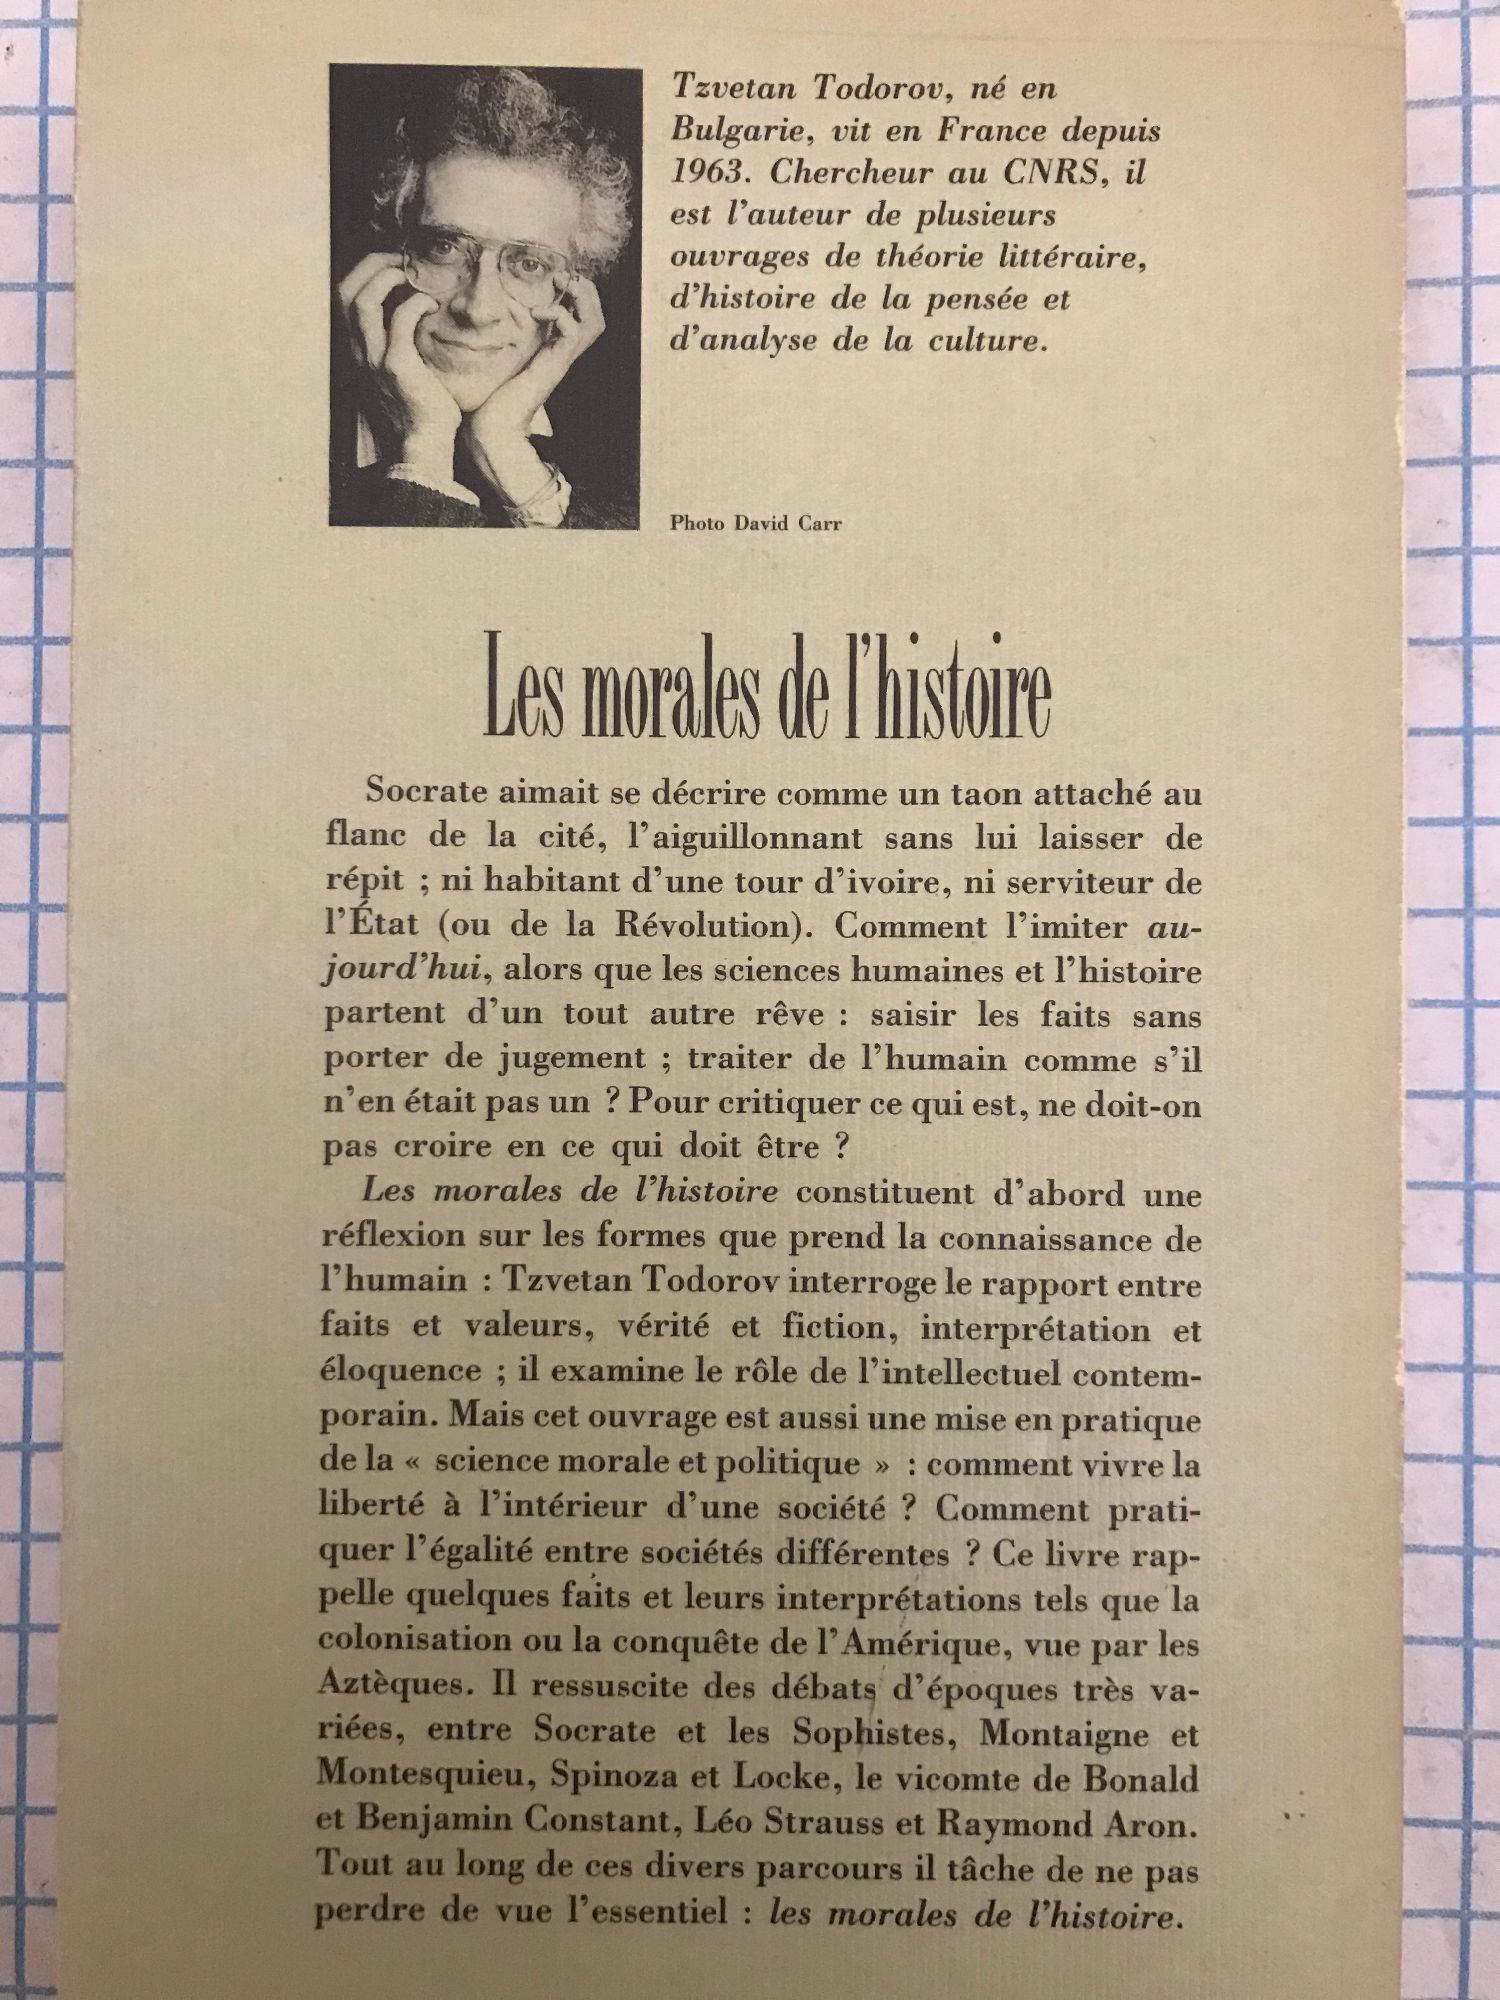 Tzvetan Todorov, né en
Bulgarie, vit en France depuis
1963. Chercheur au CNRS, il
est l'auteur de plusieurs
ouvrages de théorie littéraire,
d'histoire de la pensée et
d'analyse de la culture.
Photo David Carr
Les morales de l'histoire
Socrate aimait se décrire comme un taon attaché au
flanc de la cité, l'aiguillonnant sans lui laisser de
répit ; ni habitant d'une tour d'ivoire, ni serviteur de
l'État (ou de la Révolution). Comment l'imiter au-
jourd'hui, alors que les sciences humaines et l'histoire
partent d'un tout autre rêve : saisir les faits sans
porter de jugement ; traiter de l'humain comme s'il
n'en était pas un ? Pour critiquer ce qui est, ne doit-on
pas croire en ce qui doit être ?
Les morales de l'histoire constituent d'abord une
réflexion sur les formes que prend la connaissance de
l'humain : Tzvetan Todorov interroge le rapport entre
faits et valeurs, vérité et fiction, interprétation et
éloquence ; il examine le rôle de l'intellectuel contem-
porain. Mais cet ouvrage est aussi une mise en pratique
de la « science morale et politique » : comment vivre la
liberté à l'intérieur d'une société ? Comment prati-
quer l'égalité entre sociétés différentes ? Ce livre rap-
pelle quelques faits et leurs interprétations tels que la
colonisation ou la conquête de l'Amérique, vue par les
Aztèques. Il ressuscite des débats d'époques très va-
riées, entre Socrate et les Sophistes, Montaigne et
Montesquieu, Spinoza et Locke, le vicomte de Bonald
et Benjamin Constant, Léo Strauss et Raymond Aron.
Tout au long de ces divers parcours il tâche de ne pas
perdre de vue l'essentiel : les morales de l'histoire.